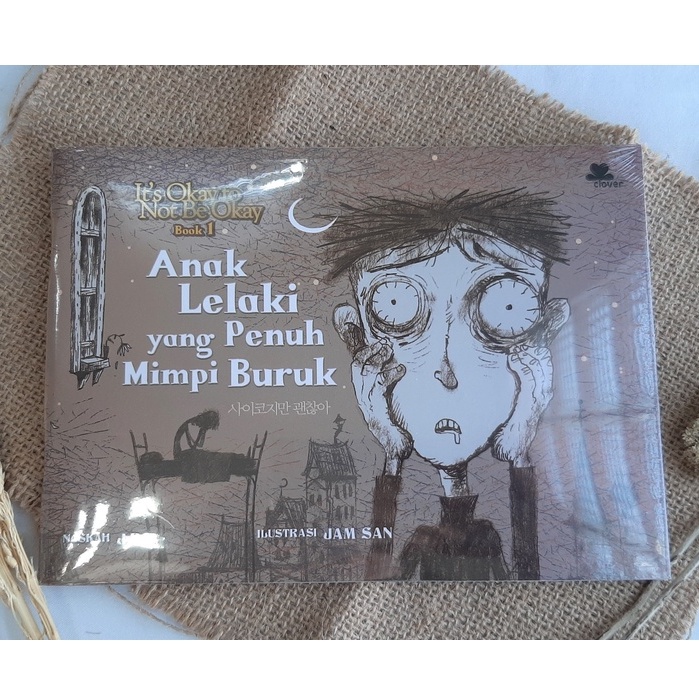 It's Okay to
Not Be Okay
Book 1
clover
Anak
Lelaki
yang Penuh
Mimpi Buruk
사이코지만 괜찮아
NASKAH
ILUSTRASI JAM SAN